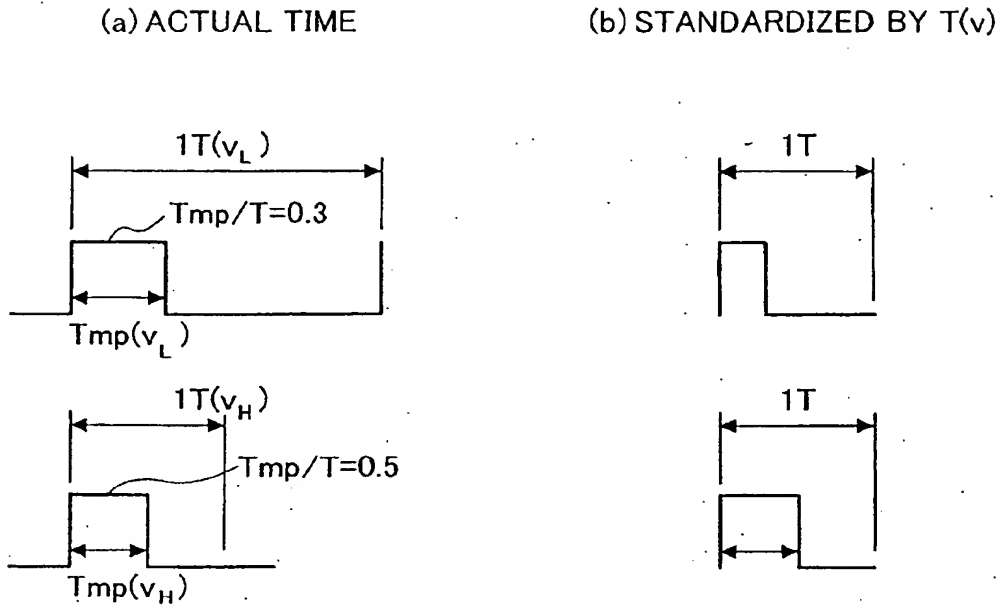 (a) ACTUAL TIME
(b) STANDARDIZED BY T(v)
1T(vL)
1T
Tmp/T=0.3
Tmp(vL)
1T(vH)
1T
Tmp/T=0.5
Tmp(vH)